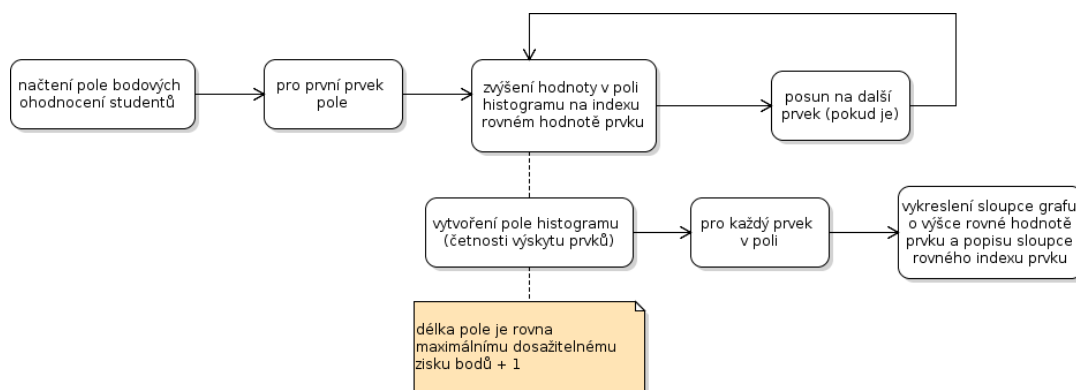 načtení pole bodových
ohodnocení studentů
pro první prvek
pole
zvýšení hodnoty v poli
histogramu na indexu
rovném hodnotě prvku
posun na další
prvek (pokud je)
vytvoření pole histogramu
(četnosti výskytu prvků)
pro každý prvek
v poli
vykreslení sloupce grafu
o výšce rovné hodnotě
prvku a popisu sloupce
rovného indexu prvku
délka pole je rovna
maximálnímu dosažitelnému
zisku bodů + 1